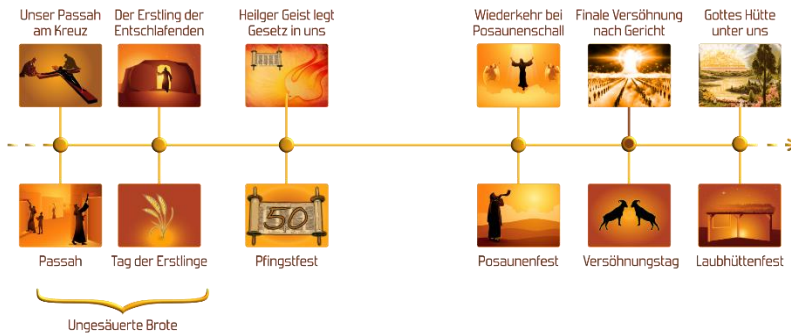 Unser Passah
am Kreuz
Der Erstling der
Entschlafenden
Heilger Geist legt
Gesetz in uns
Wiederkehr bei
Posaunenschall
Finale Versöhnung
nach Gericht
Gottes Hütte
unter uns
50
Passah
Tag der Erstlinge
Pfingstfest
Posaunenfest
Versöhnungstag
Laubhüttenfest
Ungesäuerte Brote